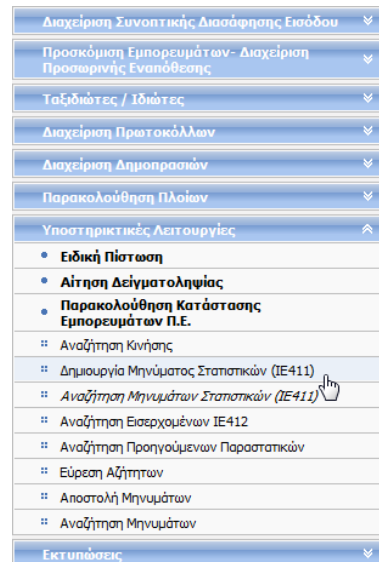 Διαχείριση Συνοπτικής Διασάφησης Εισόδου
Προσκόμιση Εμπορευμάτων- Διαχείριση
Προσωρινής Εναπόθεσης
Ταξιδιώτες / Ιδιώτες
Διαχείριση Πρωτοκόλλων
Διαχείριση Δημοπρασιών
Παρακολούθηση Πλοίων
Υποστηρικτικές Λειτουργίες
Ειδική Πίστωση
Αίτηση Δείγματοληψίας
Παρακολούθηση Κατάστασης
Εμπορευμάτων Π.Ε.
Αναζήτηση Κινήσης
Δημιουργία Μηνύματος Στατιστικών (IE411)
Αναζήτηση Μηνυμάτων Στατιστικών (IE411)
Αναζήτηση Εισερχομένων IE412
Αναζήτηση Προηγούμενων Παραστατικών
Εύρεση Αζήτητων
Αποστολή Μηνυμάτων
Αναζήτηση Μηνυμάτων
Εκτυπώσεις